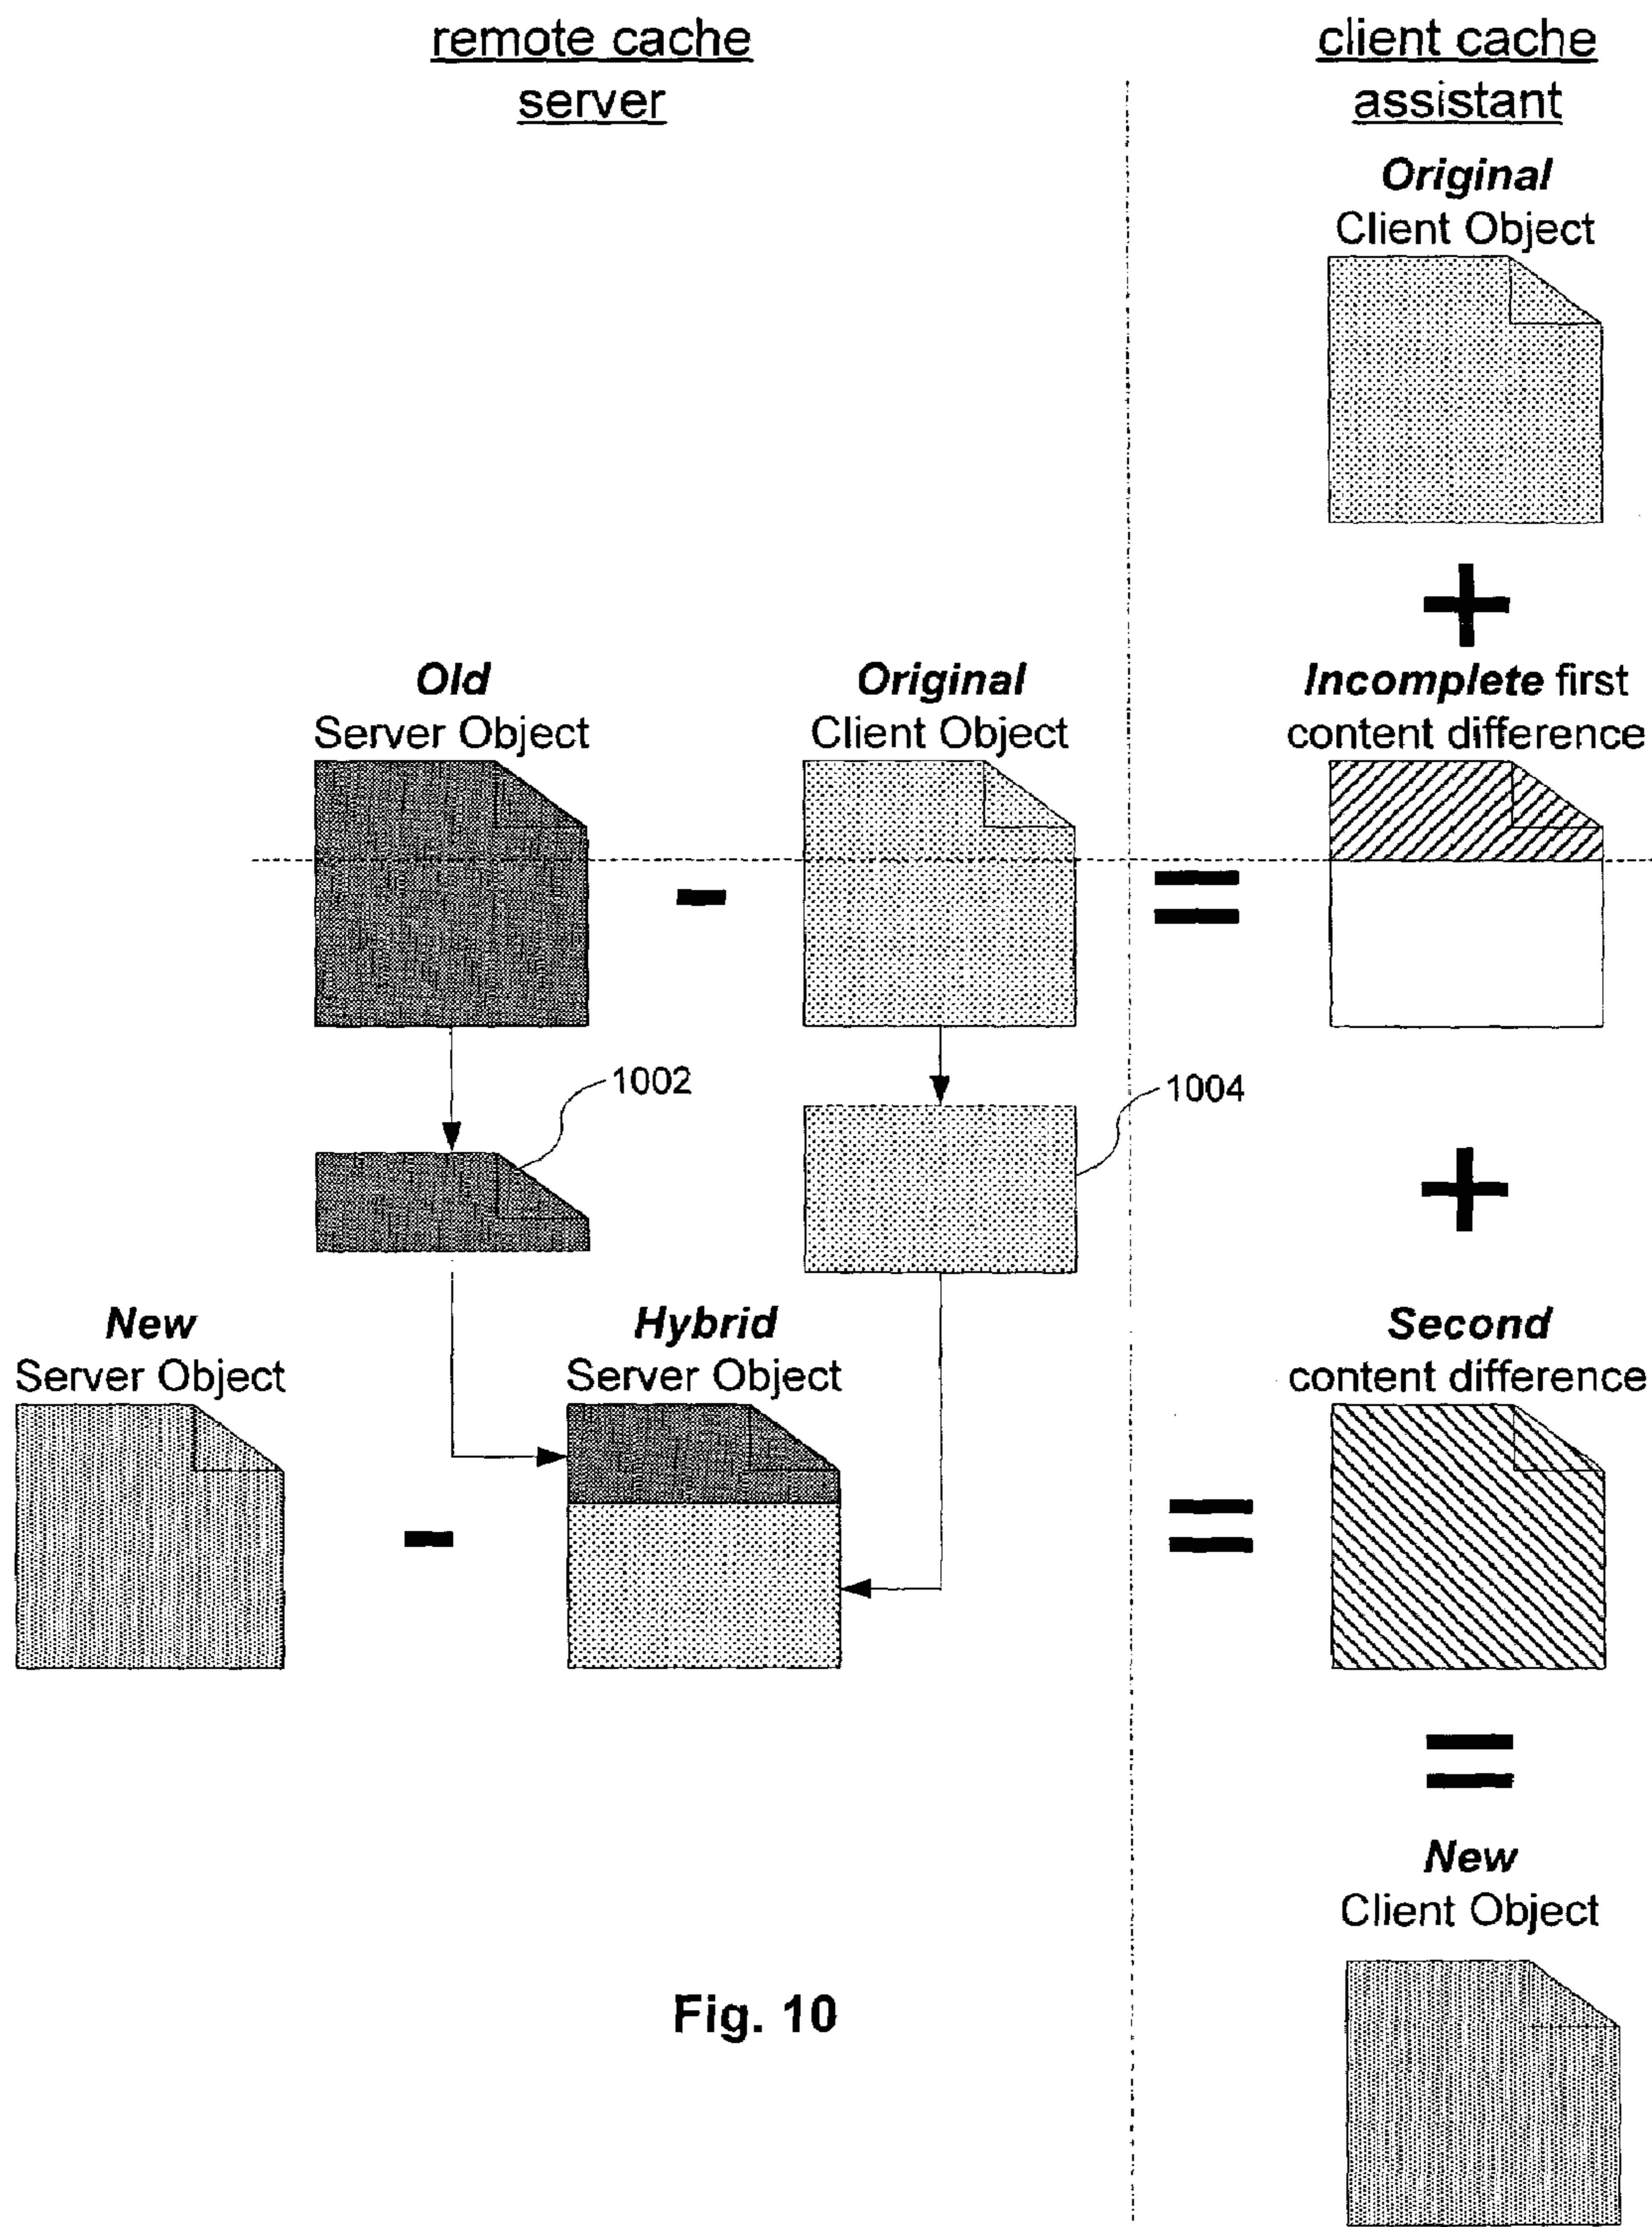 remote cache
server
client cache
assistant
Original
Client Object
+
Old
Server Object
Original
Client Object
Incomplete first
content difference
-
=
1002
1004
+
New
Server Object
Hybrid
Server Object
Second
content difference
-
=
=
New
Client Object
Fig. 10